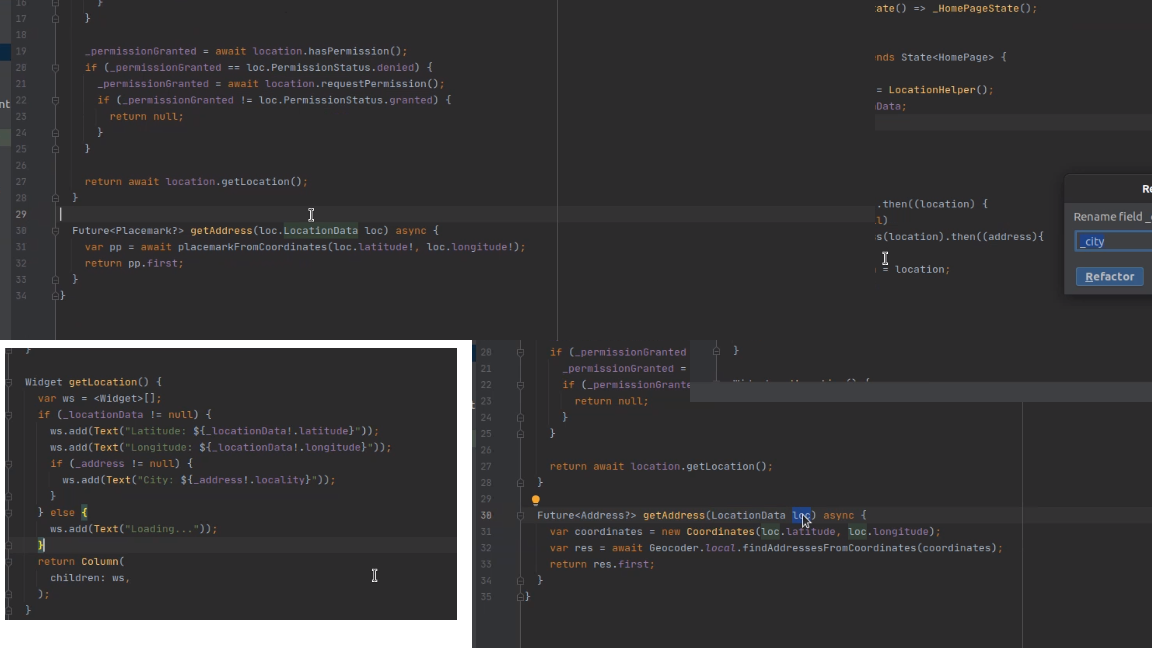 16 }
17 }
18
19 _permissionGranted = await location.hasPermission();
20 if (_permissionGranted == loc.PermissionStatus.denied) {
21 _permissionGranted = await location.requestPermission();
22 if (_permissionGranted != loc.PermissionStatus.granted) {
23 return null;
24 }
25 }
26
27 return await location.getLocation();
28 }
29
30 Future<Placemark?> getAddress(loc.LocationData loc) async {
31 var pp = await placemarkFromCoordinates(loc.latitude!, loc.longitude!);
32 return pp.first;
33 }
34 }
nt
ate() => _HomePageState();
nds State<HomePage> {
= LocationHelper();
Data;
.then((location) {
l)
s(location).then((address){
= location;
Re
Rename field _c
_city
Refactor
}
Widget getLocation() {
var ws = <Widget>[];
if (_locationData != null) {
ws.add(Text("Latitude: ${_locationData!.latitude}"));
ws.add(Text("Longitude: ${_locationData!.longitude}"));
if (_address != null) {
ws.add(Text("City: ${_address!.locality}"));
}
} else {
ws.add(Text("Loading..."));
}
return Column(
children: ws,
);
}
20 if (_permissionGranted
21 _permissionGranted =
22 if (_permissionGrante
23 return null;
24 }
25 }
26
27 return await location.getLocation();
28 }
29
30 Future<Address?> getAddress(LocationData loc) async {
31 var coordinates = new Coordinates(loc.latitude, loc.longitude);
32 var res = await Geocoder.local.findAddressesFromCoordinates(coordinates);
33 return res.first;
34 }
35 }
}